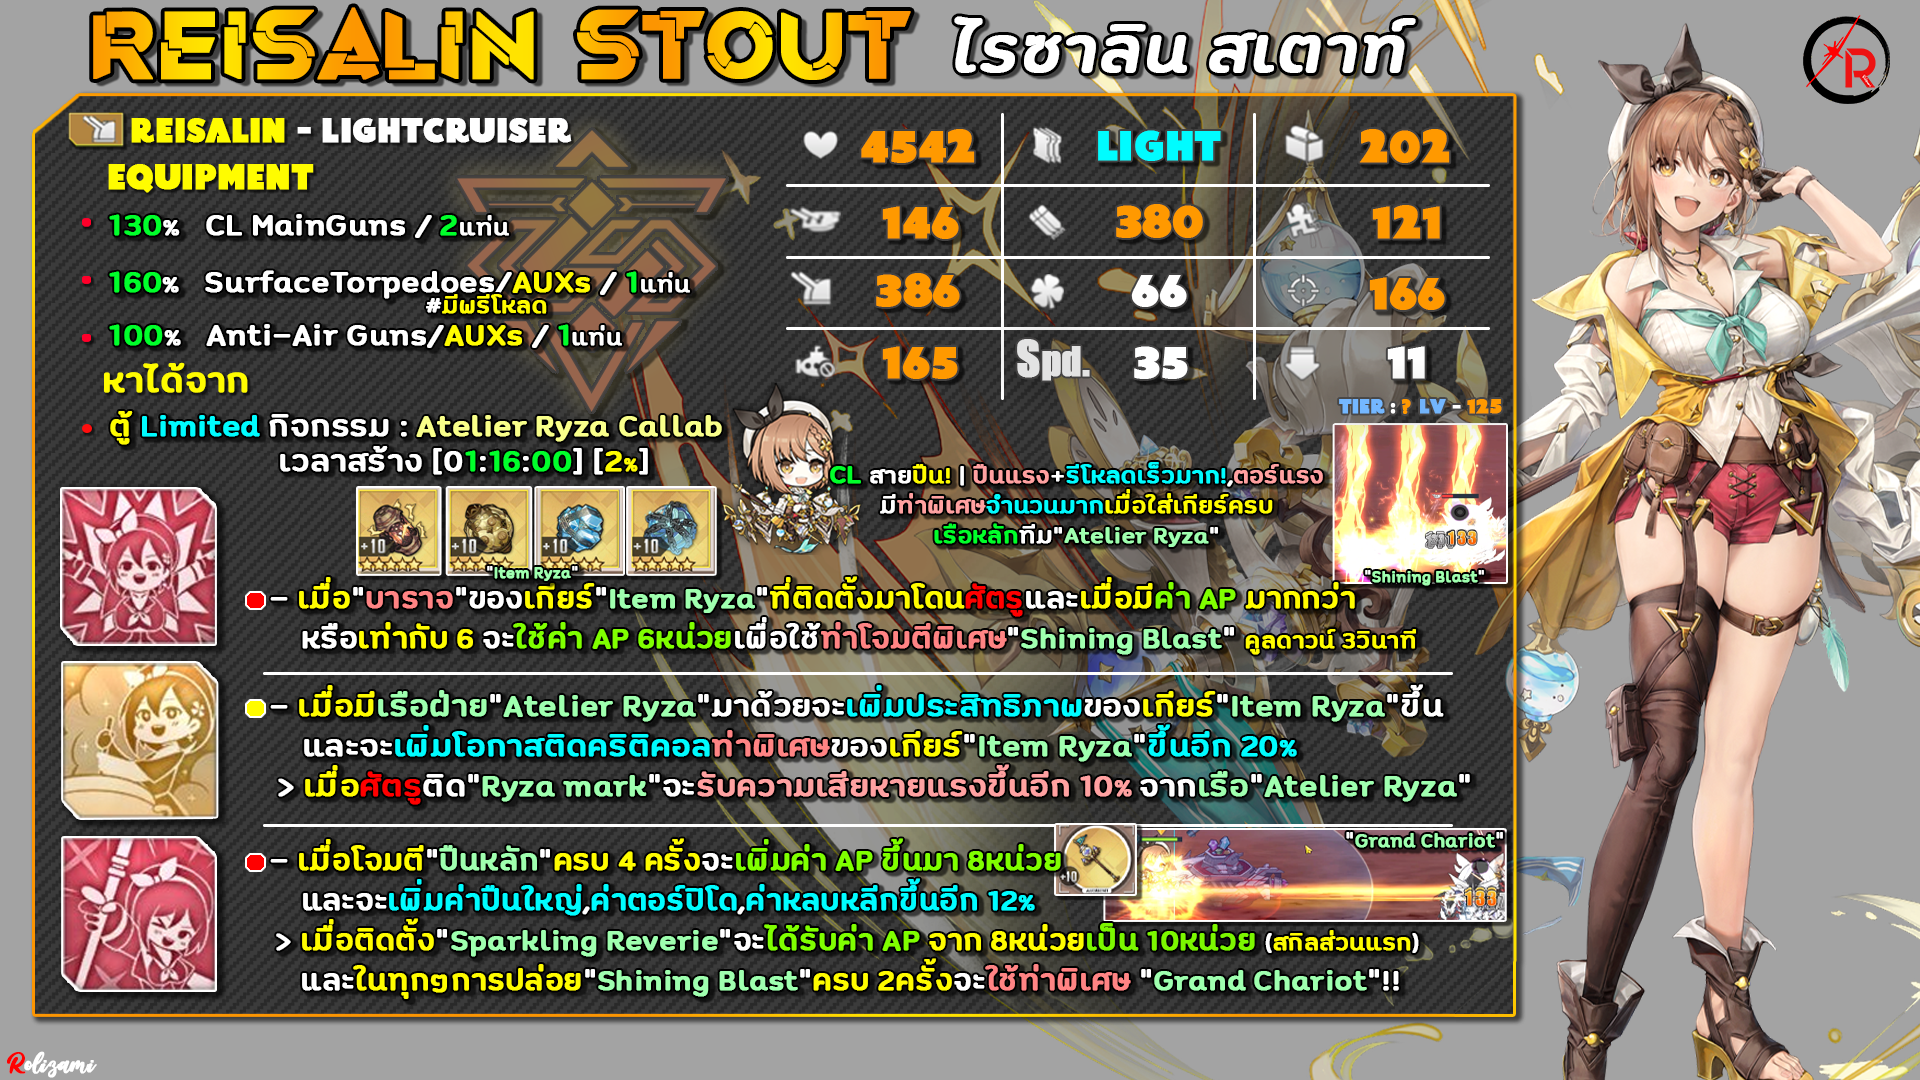 REISALIN STOUT ไรซาลิน สเตาท์
R
REISALIN - LIGHTCRUISER
EQUIPMENT
130% CL MainGuns / 2แท่น
160% SurfaceTorpedoes/AUXs / 1แท่น
#มีพรีโหลด
100% Anti-Air Guns/AUXs / 1แท่น
หาได้จาก
ตู้ Limited กิจกรรม : Atelier Ryza Callab
เวลาสร้าง [01:16:00] [2%]
4542 LIGHT 202
146 380 121
386 66 166
165 Spd. 35 11
TIER : ? LV - 125
CL สายปืน! | ปืนแรง+รีโหลดเร็วมาก!,ตอร์แรง
มีท่าพิเศษจำนวนมากเมื่อใส่เกียร์ครบ
เรือหลักทีม"Atelier Ryza"
133
"Shining Blast"
+10 +10 +10 +10
"Item Ryza"
- เมื่อ"บาราจ"ของเกียร์"Item Ryza"ที่ติดตั้งมาโดนศัตรูและเมื่อมีค่า AP มากกว่า
หรือเท่ากับ 6 จะใช้ค่า AP 6หน่วยเพื่อใช้ท่าโจมตีพิเศษ"Shining Blast" คูลดาวน์ 3วินาที
- เมื่อมีเรือฝ่าย"Atelier Ryza"มาด้วยจะเพิ่มประสิทธิภาพของเกียร์"Item Ryza"ขึ้น
และจะเพิ่มโอกาสติดคริติคอลท่าพิเศษของเกียร์"Item Ryza"ขึ้นอีก 20%
> เมื่อศัตรูติด"Ryza mark"จะรับความเสียหายแรงขึ้นอีก 10% จากเรือ"Atelier Ryza"
- เมื่อโจมตี"ปืนหลัก"ครบ 4 ครั้งจะเพิ่มค่า AP ขึ้นมา 8หน่วย
และจะเพิ่มค่าปืนใหญ่,ค่าตอร์ปิโด,ค่าหลบหลีกขึ้นอีก 12%
+10
"Grand Chariot"
133
> เมื่อติดตั้ง"Sparkling Reverie"จะได้รับค่า AP จาก 8หน่วยเป็น 10หน่วย (สกิลส่วนแรก)
และในทุกๆการปล่อย"Shining Blast"ครบ 2ครั้งจะใช้ท่าพิเศษ "Grand Chariot"!!
Rolizami